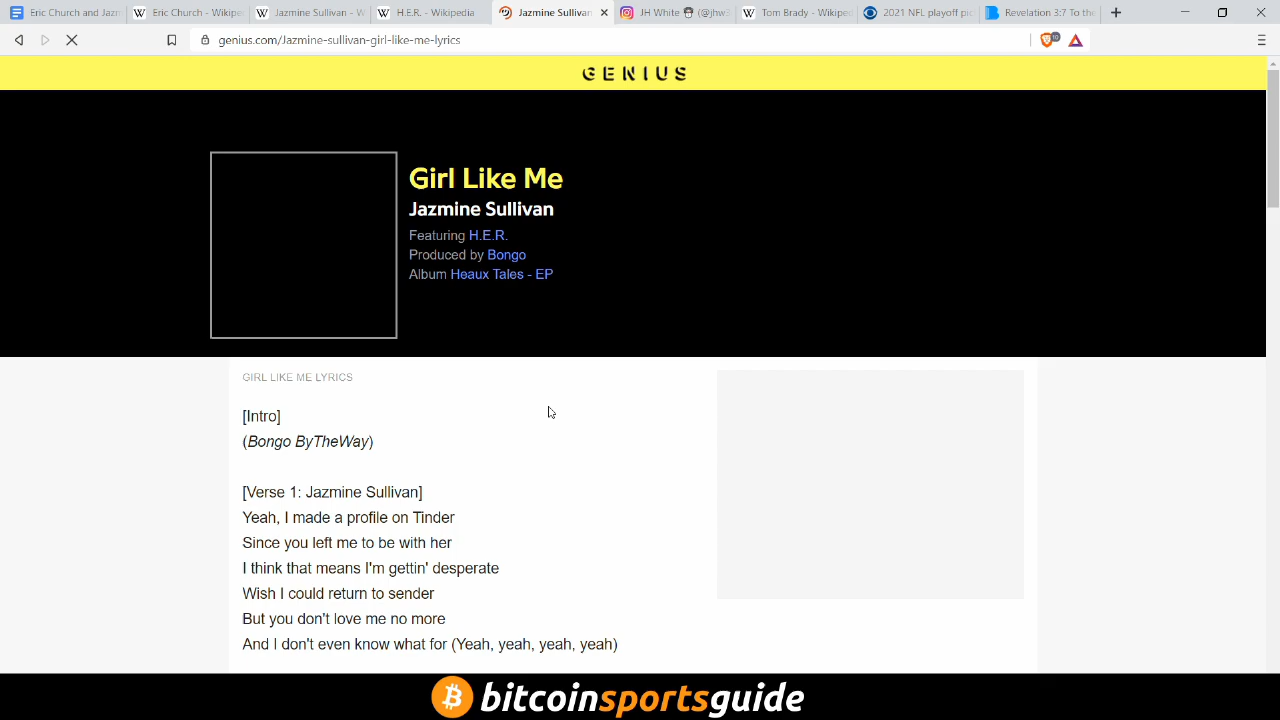 Eric Church and Jazm
Eric Church - Wikipe
Jazmine Sullivan - W
H.E.R. - Wikipedia
Jazmine Sullivan
JH White
(@jhw
Tom Brady - Wikiped
2021 NFL playoff pic
Revelation 3:7 To the
genius.com/Jazmine-sullivan-girl-like-me-lyrics
GENIUS
Girl Like Me
Jazmine Sullivan
Featuring H.E.R.
Produced by Bongo
Album Heaux Tales - EP
GIRL LIKE ME LYRICS
[Intro]
(Bongo ByTheWay)
[Verse 1: Jazmine Sullivan]
Yeah, I made a profile on Tinder
Since you left me to be with her
I think that means I'm gettin' desperate
Wish I could return to sender
But you don't love me no more
And I don't even know what for (Yeah, yeah, yeah, yeah)
bitcoinsportsguide